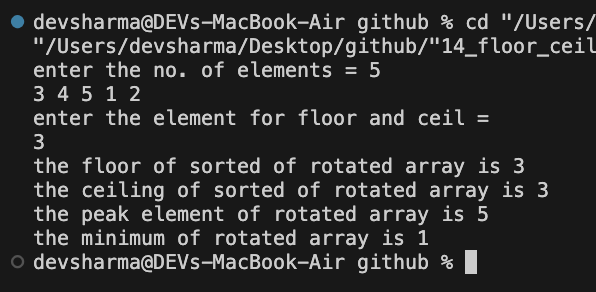 devsharma@DEVs-MacBook-Air github % cd "/Users/
"/Users/devsharma/Desktop/github/"14_floor_ceil
enter the no. of elements = 5
3 4 5 1 2
enter the element for floor and ceil =
3
the floor of sorted of rotated array is 3
the ceiling of sorted of rotated array is 3
the peak element of rotated array is 5
the minimum of rotated array is 1
devsharma@DEVs-MacBook-Air github %